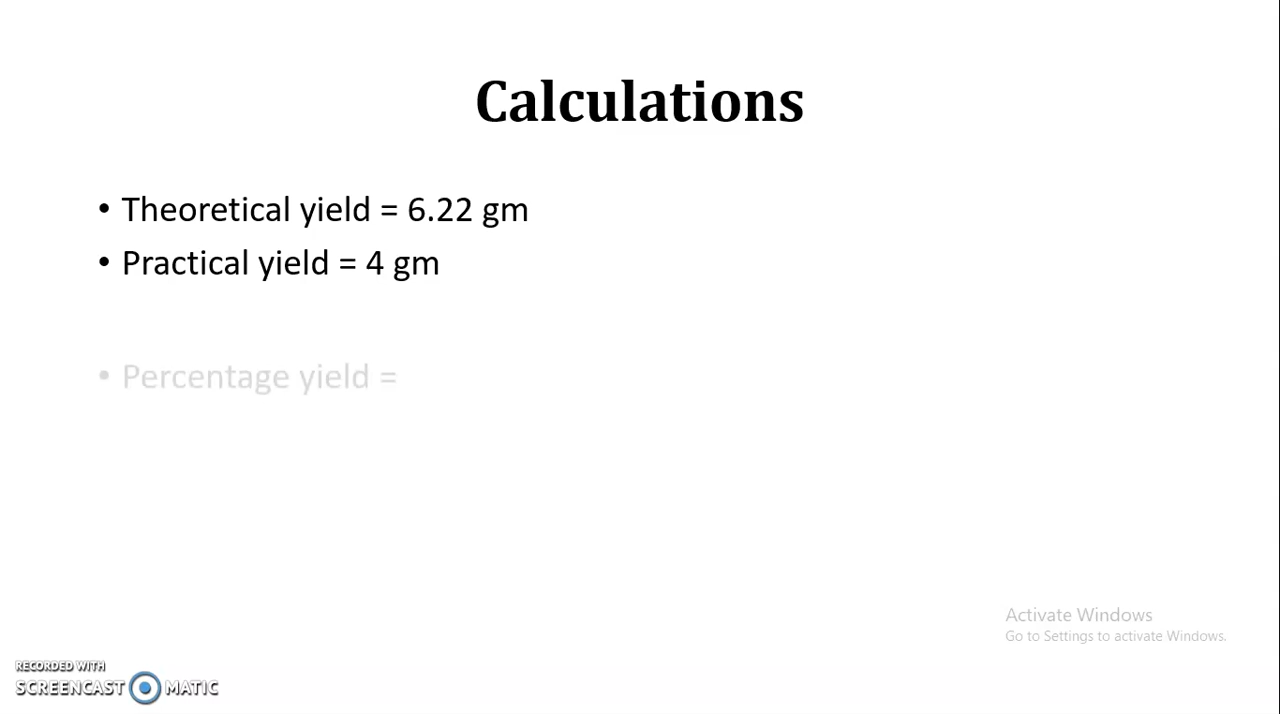 Calculations
• Theoretical yield = 6.22 gm
• Practical yield = 4 gm
• Percentage yield =
Activate Windows
Go to Settings to activate Windows.
RECORDED WITH
SCREENCAST MATIC